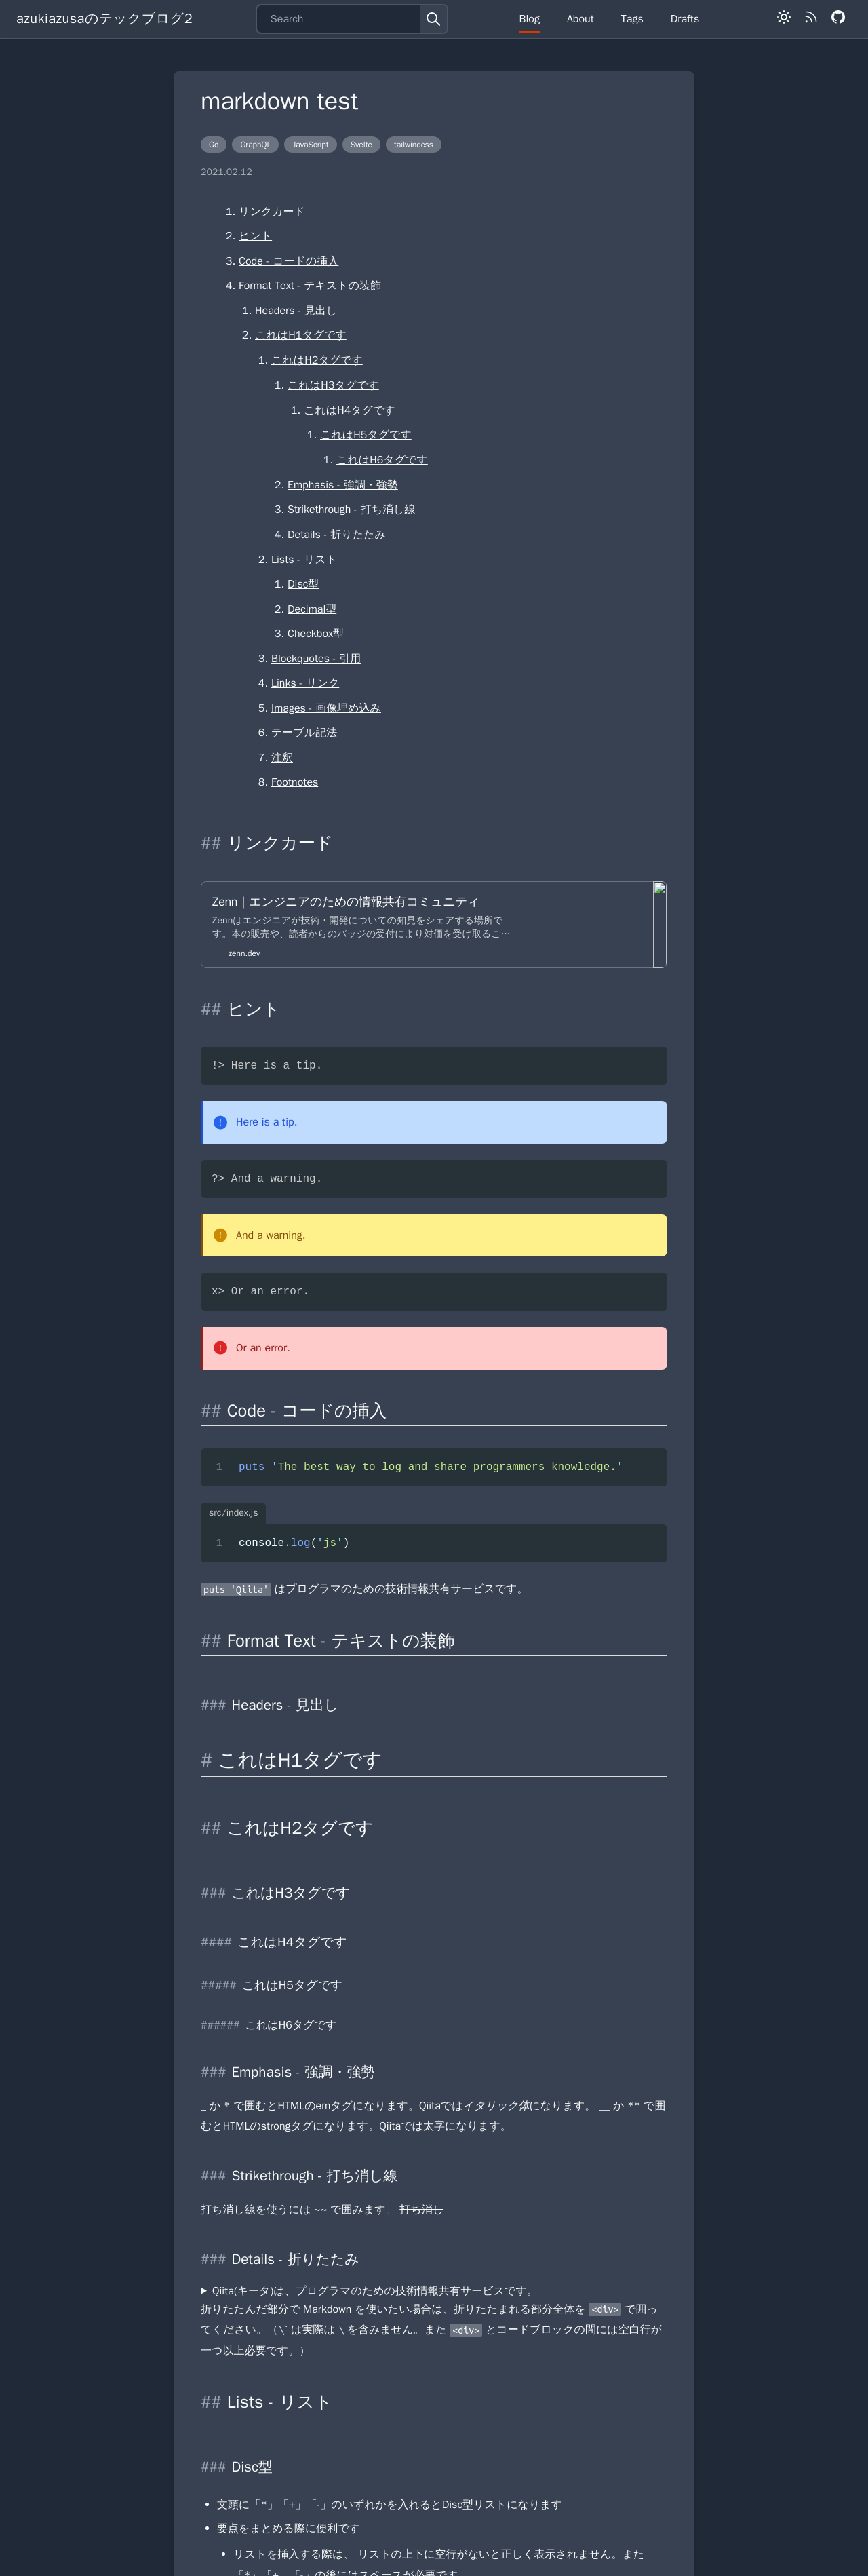 azukiazusaのテックブログ2
Search
Blog
About
Tags
Drafts
markdown test
Go
GraphQL
JavaScript
Svelte
tailwindcss
2021.02.12
1. リンクカード
2. ヒント
3. Code - コードの挿入
4. Format Text - テキストの装飾
1. Headers - 見出し
2. これはH1タグです
1. これはH2タグです
1. これはH3タグです
1. これはH4タグです
1. これはH5タグです
1. これはH6タグです
2. Emphasis - 強調・強勢
3. Strikethrough - 打ち消し線
4. Details - 折りたたみ
2. Lists - リスト
1. Disc型
2. Decimal型
3. Checkbox型
3. Blockquotes - 引用
4. Links - リンク
5. Images - 画像埋め込み
6. テーブル記法
7. 注釈
8. Footnotes
## リンクカード
Zenn｜エンジニアのための情報共有コミュニティ
Zennはエンジニアが技術・開発についての知見をシェアする場所で
す。本の販売や、読者からのバッジの受付により対価を受け取るこ…
zenn.dev
## ヒント
!> Here is a tip.
! Here is a tip.
?> And a warning.
! And a warning.
x> Or an error.
! Or an error.
## Code - コードの挿入
1 puts 'The best way to log and share programmers knowledge.'
src/index.js
1 console.log('js')
puts 'Qiita' はプログラマのための技術情報共有サービスです。
## Format Text - テキストの装飾
### Headers - 見出し
# これはH1タグです
## これはH2タグです
### これはH3タグです
#### これはH4タグです
##### これはH5タグです
###### これはH6タグです
### Emphasis - 強調・強勢
_ か * で囲むとHTMLのemタグになります。Qiitaではイタリック体になります。 __ か ** で囲
むとHTMLのstrongタグになります。Qiitaでは太字になります。
### Strikethrough - 打ち消し線
打ち消し線を使うには ~~ で囲みます。 打ち消し
### Details - 折りたたみ
▶ Qiita(キータ)は、プログラマのための技術情報共有サービスです。
折りたたんだ部分で Markdown を使いたい場合は、折りたたまれる部分全体を <div> で囲っ
てください。（\` は実際は \ を含みません。また <div> とコードブロックの間には空白行が
一つ以上必要です。）
## Lists - リスト
### Disc型
• 文頭に「*」「+」「-」のいずれかを入れるとDisc型リストになります
• 要点をまとめる際に便利です
• リストを挿入する際は、 リストの上下に空行がないと正しく表示されません。また
「*」「+」「-」の後にはスペースが必要です